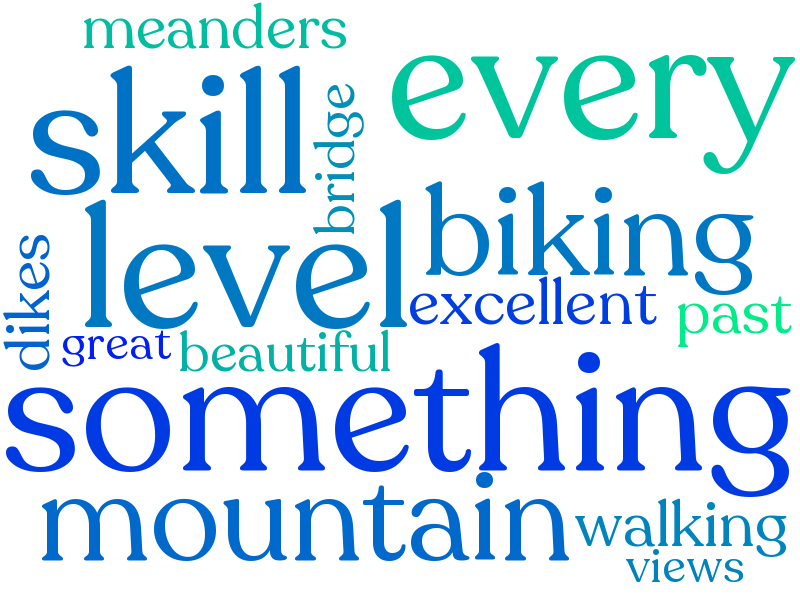 meanders
every
skill
bridge
biking
level
dikes
excellent
past
great
beautiful
something
mountain
walking
views